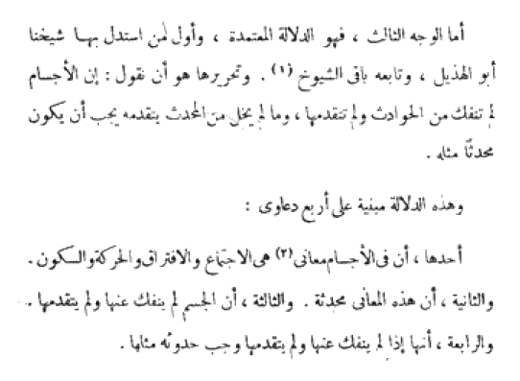 أما الوجه الثالث ، فهو الدلالة المعتمدة ، وأول من استدل بها شيخنا
أبو الهذيل ، وتابعه باقى الشيوخ (١) . وتحريرها هو أن نقول : إن الأجسام
لم تنفك من الحوادث ولم تتقدمها ، وما لم يخل من المحدث يتقدمه يجب أن يكون
محدثًا مثله .
وهذه الدلالة مبنية على أربع دعاوى :
أحدها ، أن فى الأجسام معانى (٢) هى الاجتماع والافتراق والحركة والسكون .
والثانية ، أن هذه المعانى محدثة . والثالثة ، أن الجسم لم ينفك عنها ولم يتقدمها .
والرابعة ، أنها إذا لم ينفك عنها ولم يتقدمها وجب حدوثه مثلها .